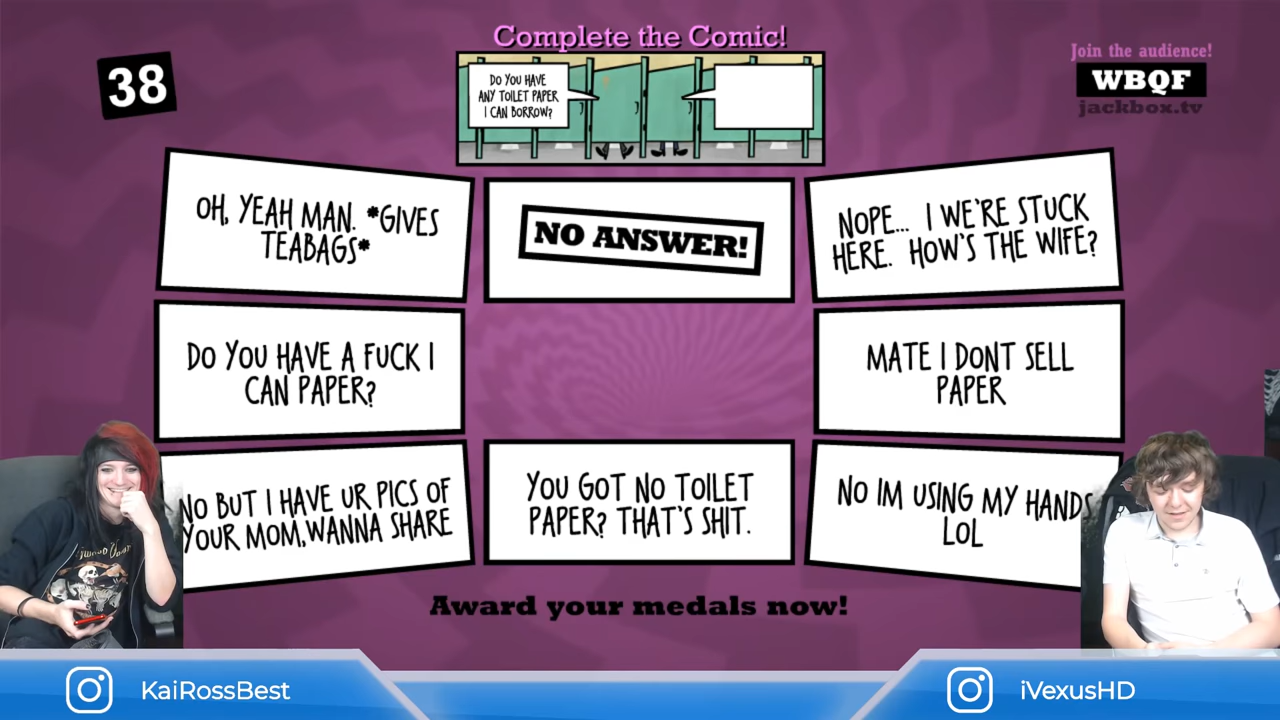 Complete the Comic!
38
DO YOU HAVE
ANY TOILET PAPER
I CAN BORROW?
Join the audience!
WBQF
jackbox.tv
OH, YEAH MAN. *GIVES
TEABAGS*
NO ANSWER!
NOPE... I WE'RE STUCK
HERE. HOW'S THE WIFE?
DO YOU HAVE A FUCK I
CAN PAPER?
MATE I DONT SELL
PAPER
NO BUT I HAVE UR PICS OF
YOUR MOM,WANNA SHARE
YOU GOT NO TOILET
PAPER? THAT'S SHIT.
NO IM USING MY HANDS
LOL
Award your medals now!
KaiRossBest
iVexusHD